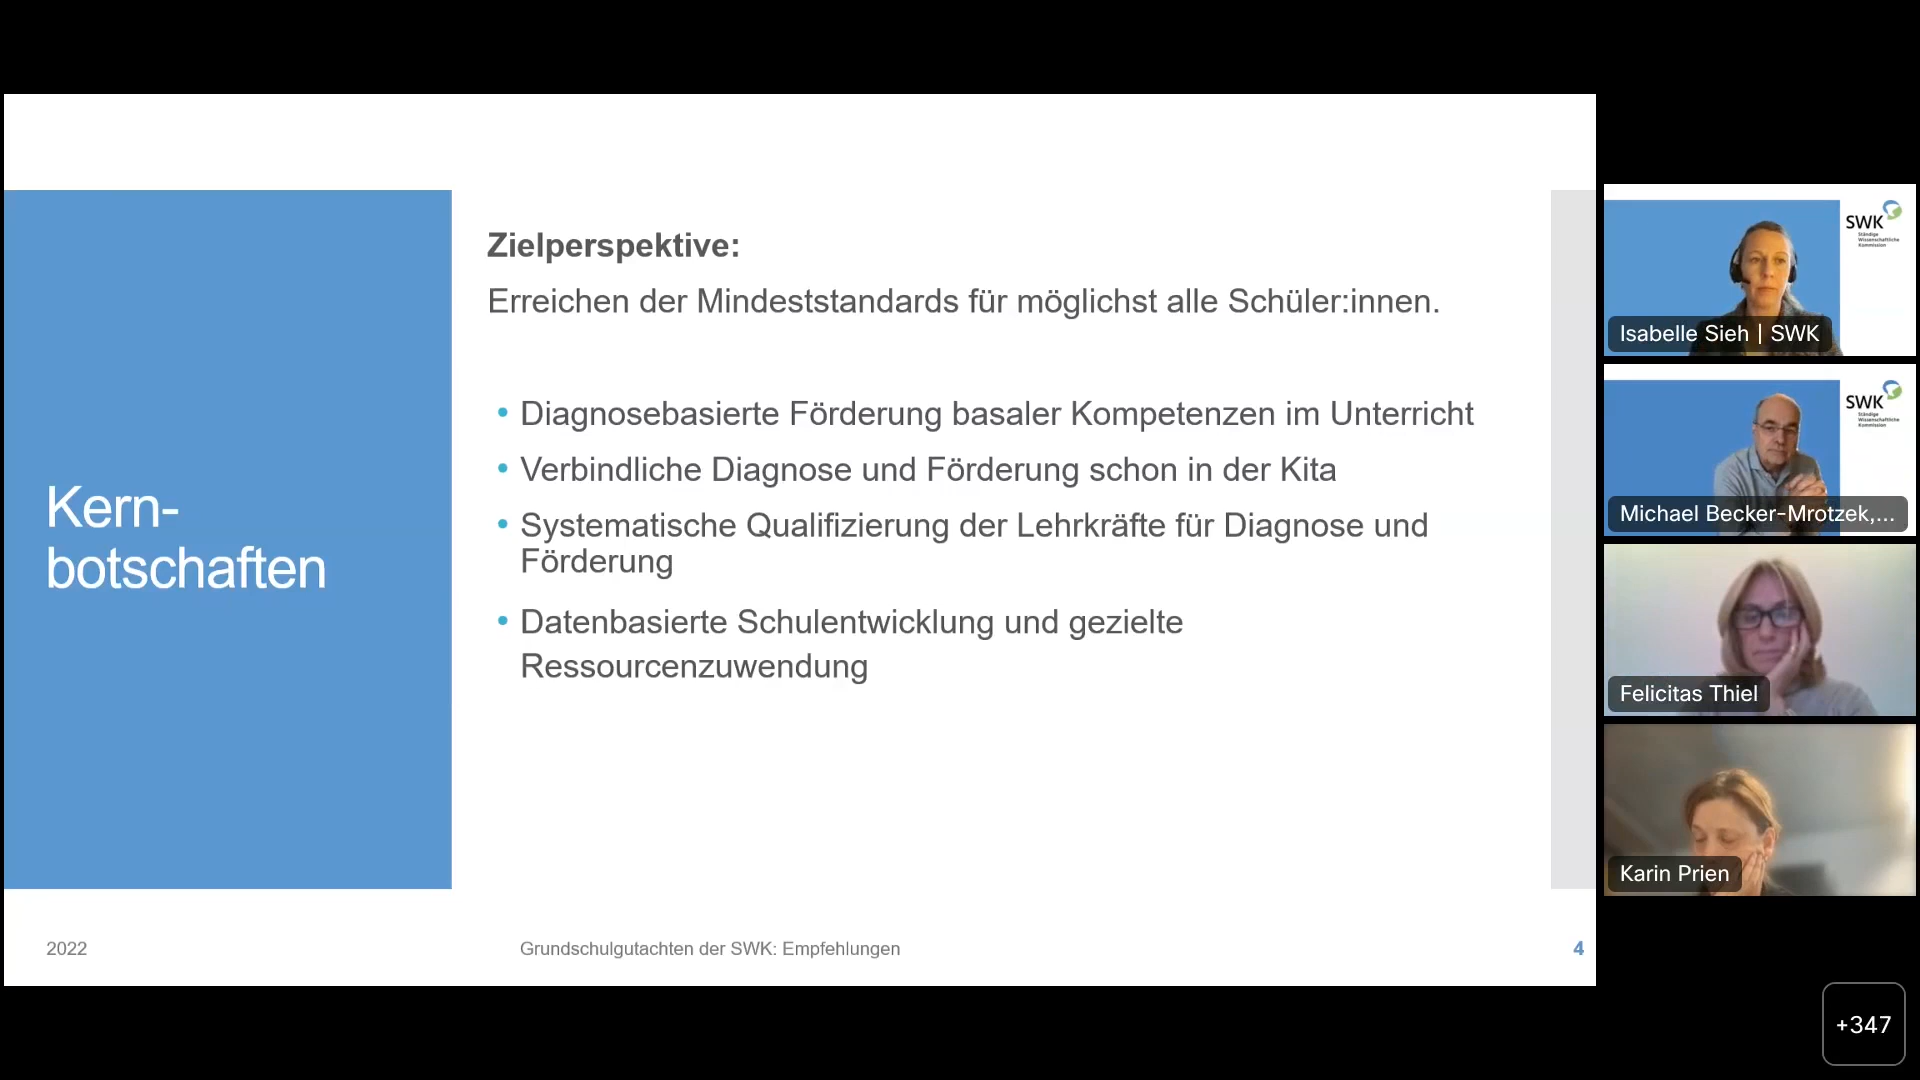 Kern-
botschaften
Zielperspektive:
Erreichen der Mindeststandards für möglichst alle Schüler:innen.
• Diagnosebasierte Förderung basaler Kompetenzen im Unterricht
• Verbindliche Diagnose und Förderung schon in der Kita
• Systematische Qualifizierung der Lehrkräfte für Diagnose und
Förderung
• Datenbasierte Schulentwicklung und gezielte
Ressourcenzuwendung
2022
Grundschulgutachten der SWK: Empfehlungen
4
SWK
Ständige
Wissenschaftliche
Kommission
Isabelle Sieh | SWK
SWK
Ständige
Wissenschaftliche
Kommission
Michael Becker-Mrotzek,...
Felicitas Thiel
Karin Prien
+347